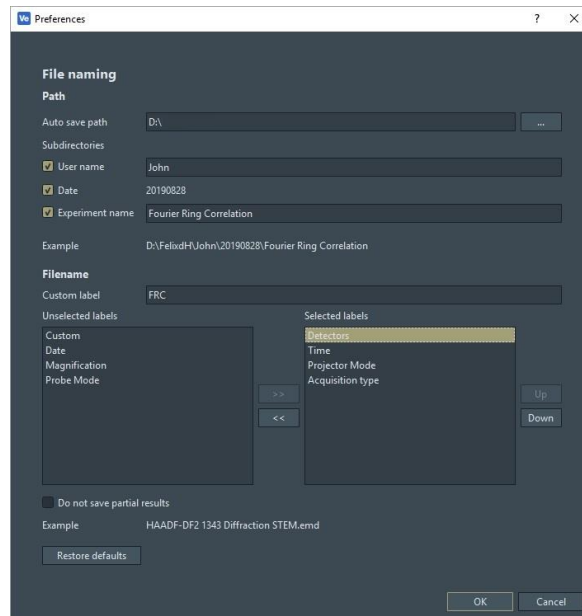 Ve Preferences ? X
File naming
Path
Auto save path D:\ ...
Subdirectories
User name John
Date 20190828
Experiment name Fourier Ring Correlation
Example D:\FelixdH\John\20190828\Fourier Ring Correlation
Filename
Custom label FRC
Unselected labels Selected labels
Custom Detectors
Date Time
Magnification Projector Mode
Probe Mode Acquisition type
>> Up
<< Down
Do not save partial results
Example HAADF-DF2 1343 Diffraction STEM.emd
Restore defaults
OK Cancel